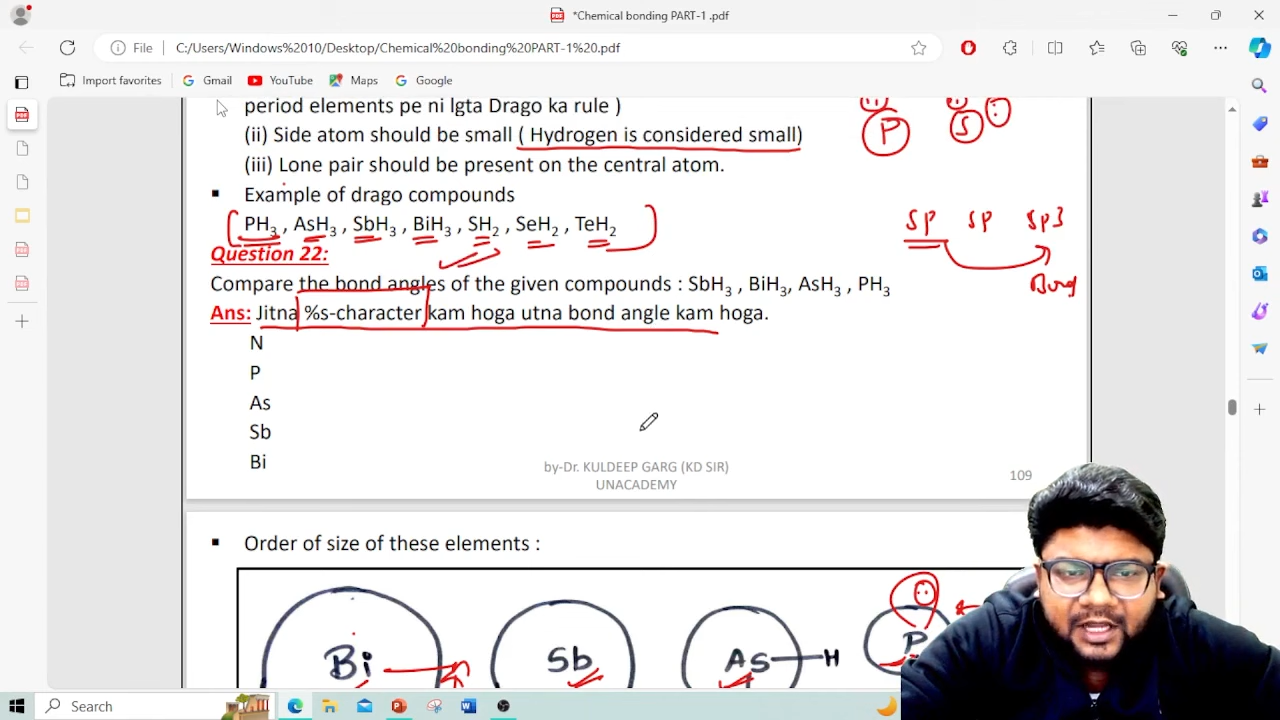 *Chemical bonding PART-1 .pdf
File | C:/Users/Windows%2010/Desktop/Chemical%20bonding%20PART-1%20.pdf
Import favorites Gmail YouTube Maps Google
period elements pe ni lgta Drago ka rule )
(ii) Side atom should be small ( Hydrogen is considered small)
P S
(iii) Lone pair should be present on the central atom.
▪ Example of drago compounds
PH3 , AsH3 , SbH3 , BiH3 , SH2 , SeH2 , TeH2
SP SP SP3
Question 22:
Compare the bond angles of the given compounds : SbH3 , BiH3, AsH3 , PH3
Bond
Ans: Jitna %s-character kam hoga utna bond angle kam hoga.
N
P
As
Sb
Bi
by-Dr. KULDEEP GARG (KD SIR)
UNACADEMY
109
▪ Order of size of these elements :
Bi Sb As H P
Search